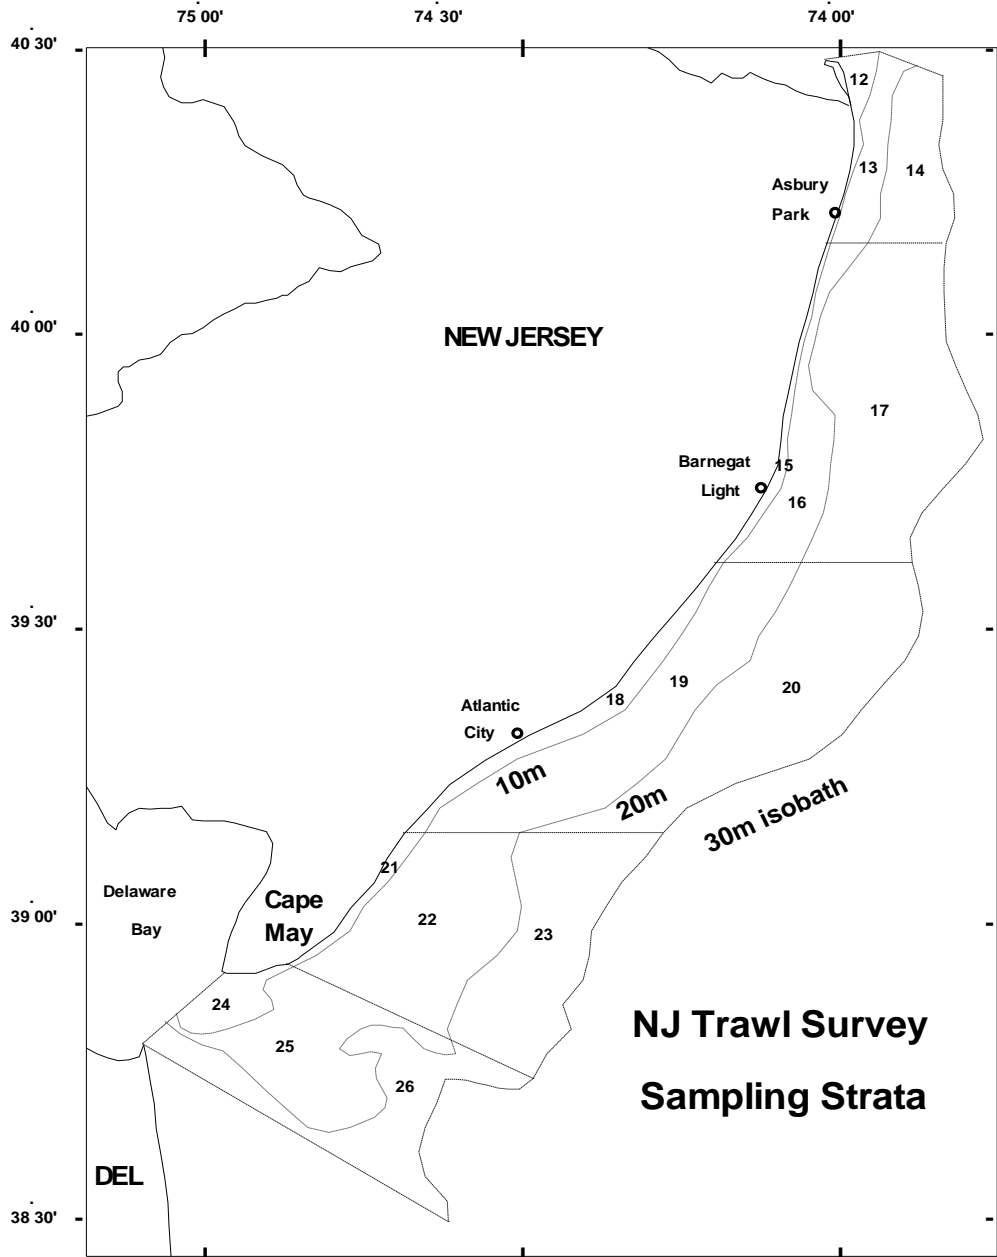 75 00'
74 30'
74 00'
40 30'
12
13
14
Asbury
Park
40 00'
NEW JERSEY
17
Barnegat
Light
15
16
39 30'
19
20
18
Atlantic
City
10m
20m
30m isobath
21
Delaware
Bay
Cape
May
39 00'
22
23
24
25
26
NJ Trawl Survey
Sampling Strata
DEL
38 30'